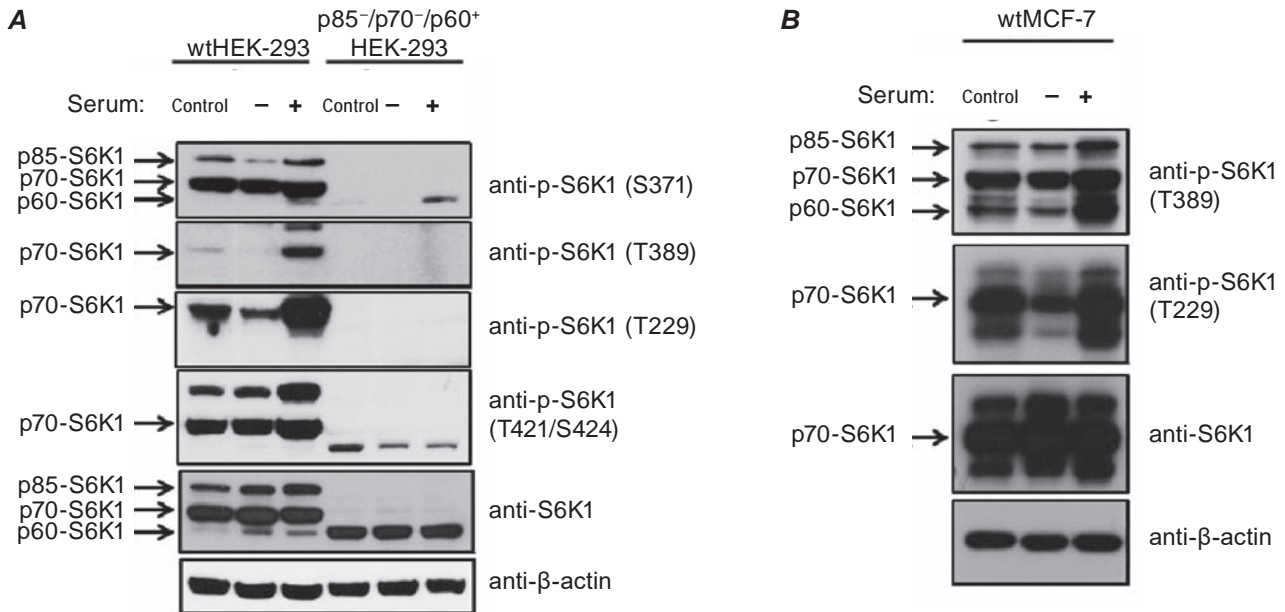 A
p85⁻/p70⁻/p60⁺
wtHEK-293 HEK-293
Serum: Control – + Control – +
p85-S6K1
p70-S6K1
p60-S6K1
anti-p-S6K1 (S371)
p70-S6K1
anti-p-S6K1 (T389)
p70-S6K1
anti-p-S6K1 (T229)
p70-S6K1
anti-p-S6K1
(T421/S424)
p85-S6K1
p70-S6K1
p60-S6K1
anti-S6K1
anti-β-actin
B
wtMCF-7
Serum: Control – +
p85-S6K1
p70-S6K1
p60-S6K1
anti-p-S6K1
(T389)
p70-S6K1
anti-p-S6K1
(T229)
p70-S6K1
anti-S6K1
anti-β-actin